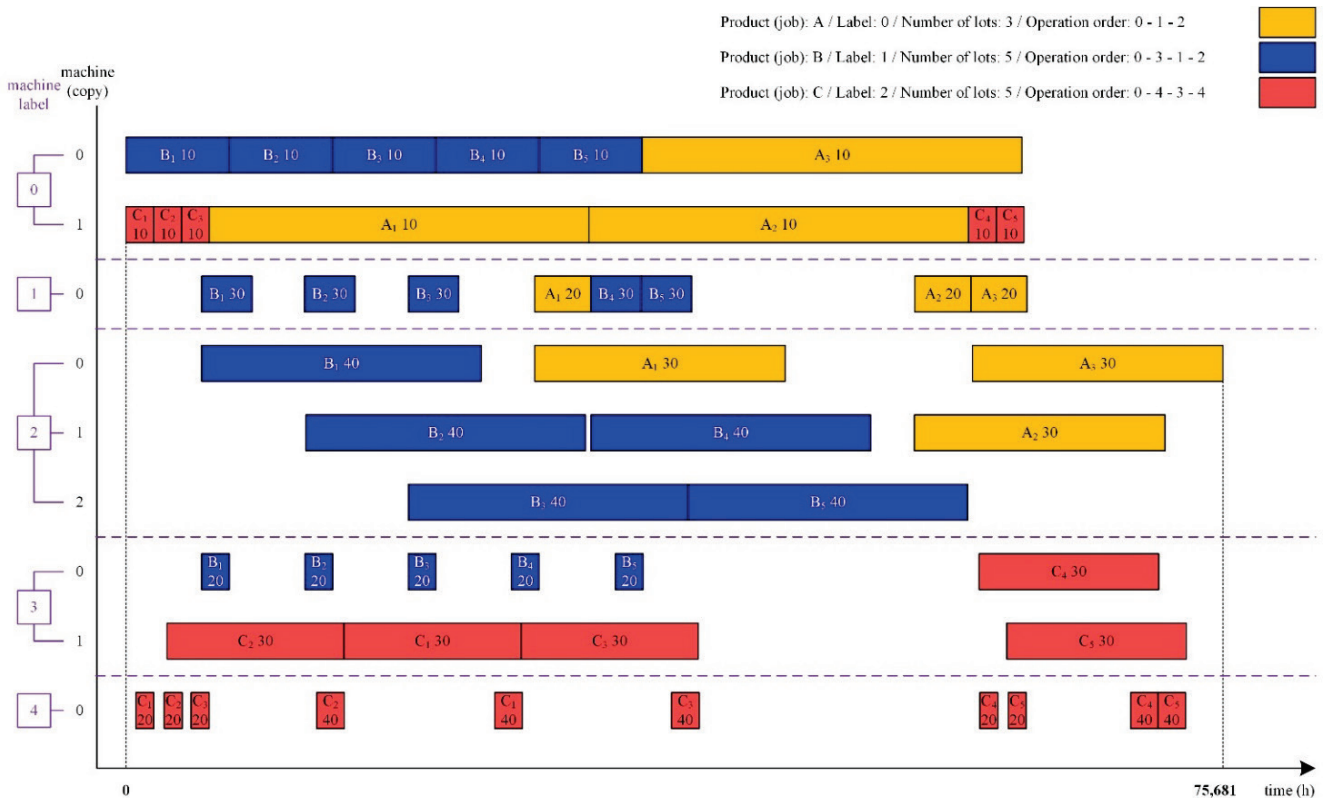 Product (job): A / Label: 0 / Number of lots: 3 / Operation order: 0 - 1 - 2
Product (job): B / Label: 1 / Number of lots: 5 / Operation order: 0 - 3 - 1 - 2
Product (job): C / Label: 2 / Number of lots: 5 / Operation order: 0 - 4 - 3 - 4
machine label
machine (copy)
0
0
B₁ 10 B₂ 10 B₃ 10 B₄ 10 B₅ 10 A₃ 10
1
C₁ 10 C₂ 10 C₃ 10 A₁ 10 A₂ 10 C₄ 10 C₅ 10
1
0
B₁ 30 B₂ 30 B₃ 30 A₁ 20 B₄ 30 B₅ 30 A₂ 20 A₃ 20
2
0
B₁ 40 A₁ 30 A₃ 30
1
B₂ 40 B₄ 40 A₂ 30
2
B₃ 40 B₅ 40
3
0
B₁ 20 B₂ 20 B₃ 20 B₄ 20 B₅ 20 C₄ 30
1
C₂ 30 C₁ 30 C₃ 30 C₅ 30
4
0
C₁ 20 C₂ 20 C₃ 20 C₂ 40 C₁ 40 C₃ 40 C₄ 20 C₅ 20 C₄ 40 C₅ 40
0
75,681
time (h)